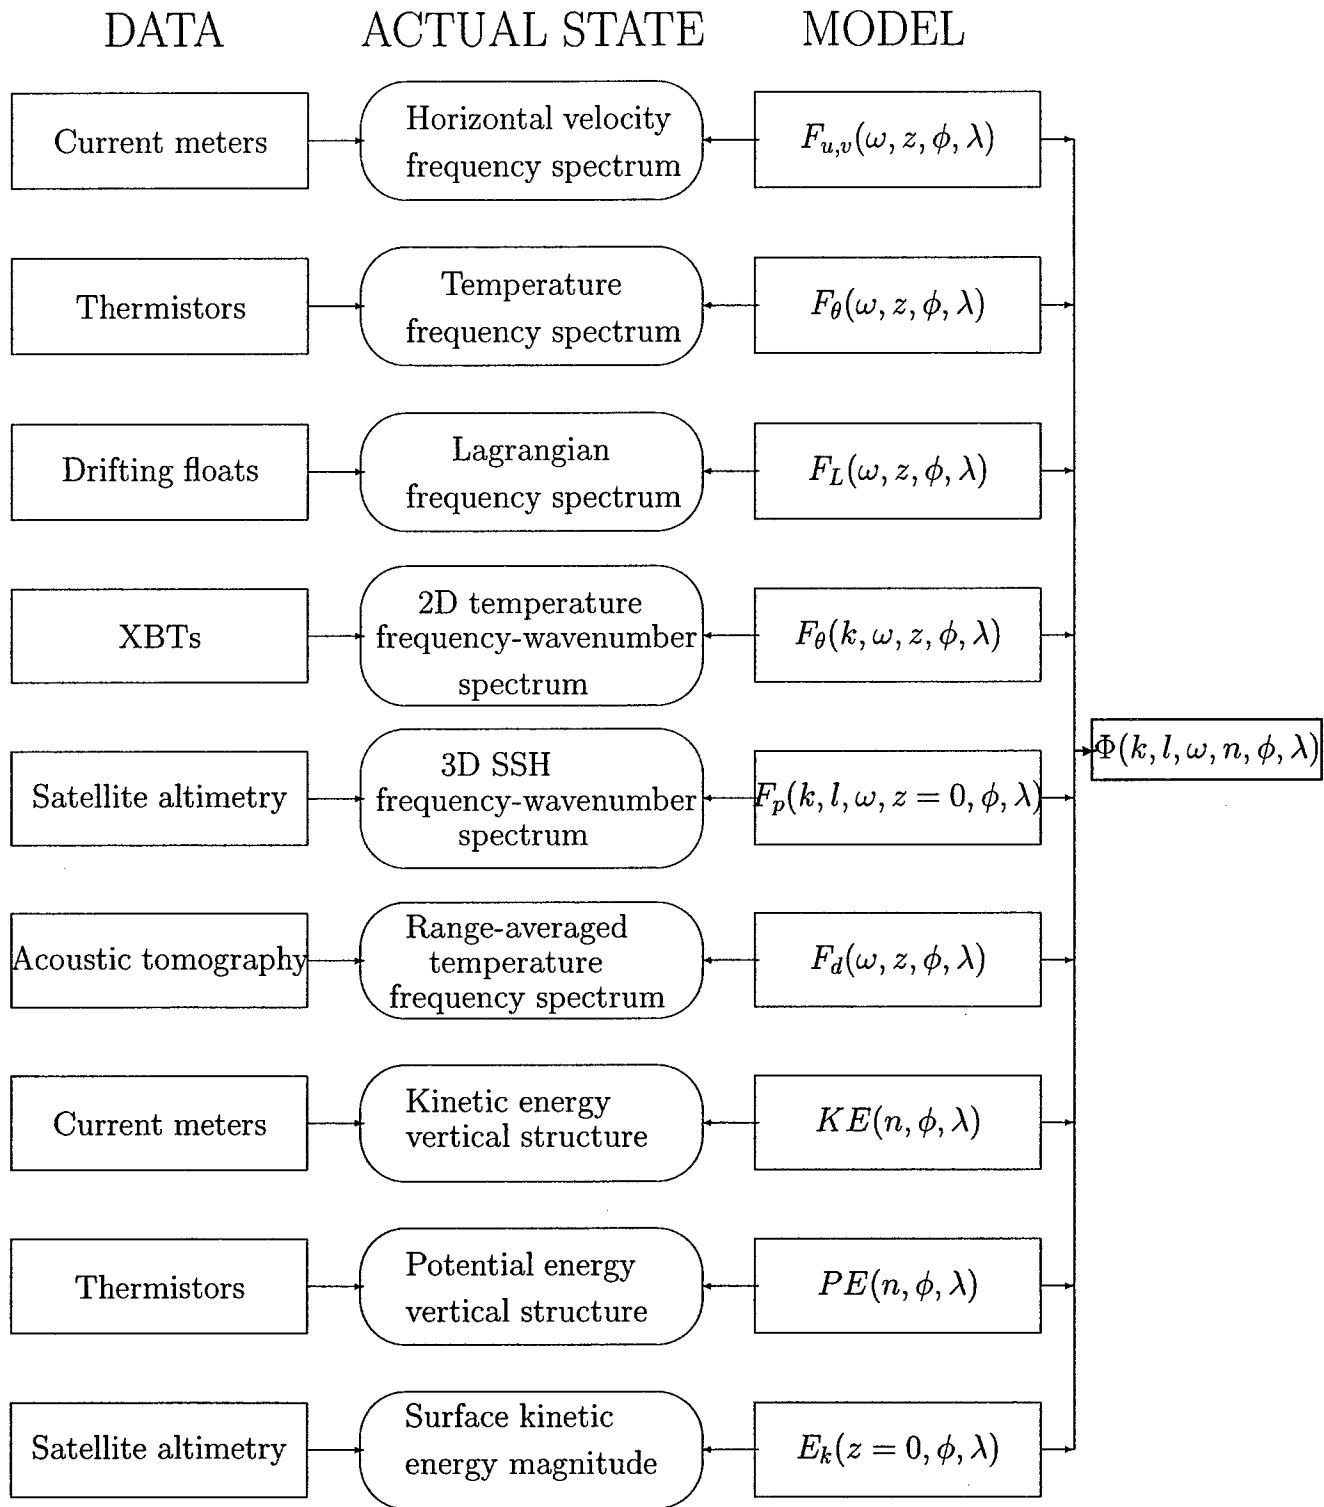 DATA ACTUAL STATE MODEL
Current meters
Horizontal velocity
frequency spectrum
F_{u,v}(ω, z, ϕ, λ)
Thermistors
Temperature
frequency spectrum
F_θ(ω, z, ϕ, λ)
Drifting floats
Lagrangian
frequency spectrum
F_L(ω, z, ϕ, λ)
XBTs
2D temperature
frequency-wavenumber
spectrum
F_θ(k, ω, z, ϕ, λ)
Φ(k, l, ω, n, ϕ, λ)
Satellite altimetry
3D SSH
frequency-wavenumber
spectrum
F_p(k, l, ω, z = 0, ϕ, λ)
Acoustic tomography
Range-averaged
temperature
frequency spectrum
F_d(ω, z, ϕ, λ)
Current meters
Kinetic energy
vertical structure
KE(n, ϕ, λ)
Thermistors
Potential energy
vertical structure
PE(n, ϕ, λ)
Satellite altimetry
Surface kinetic
energy magnitude
E_k(z = 0, ϕ, λ)